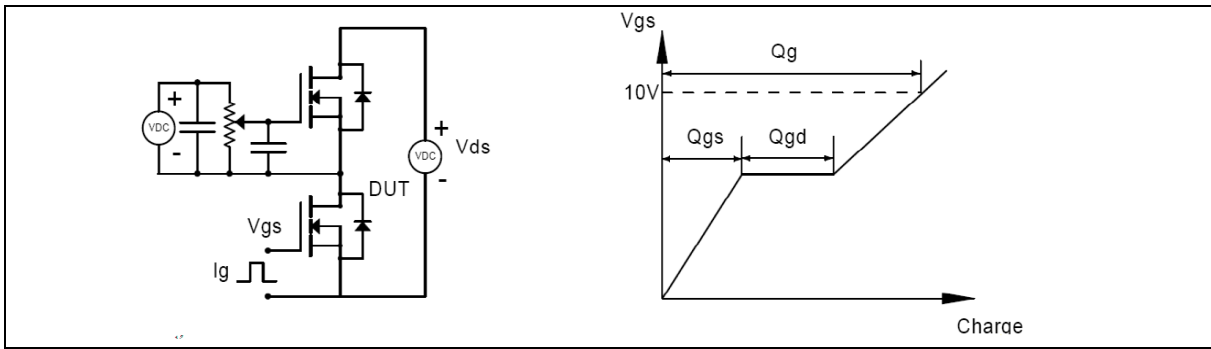 +
VDC
-
+
VDC
-
Vds
DUT
Vgs
Ig
Vgs
Qg
10V
Qgs
Qgd
Charge